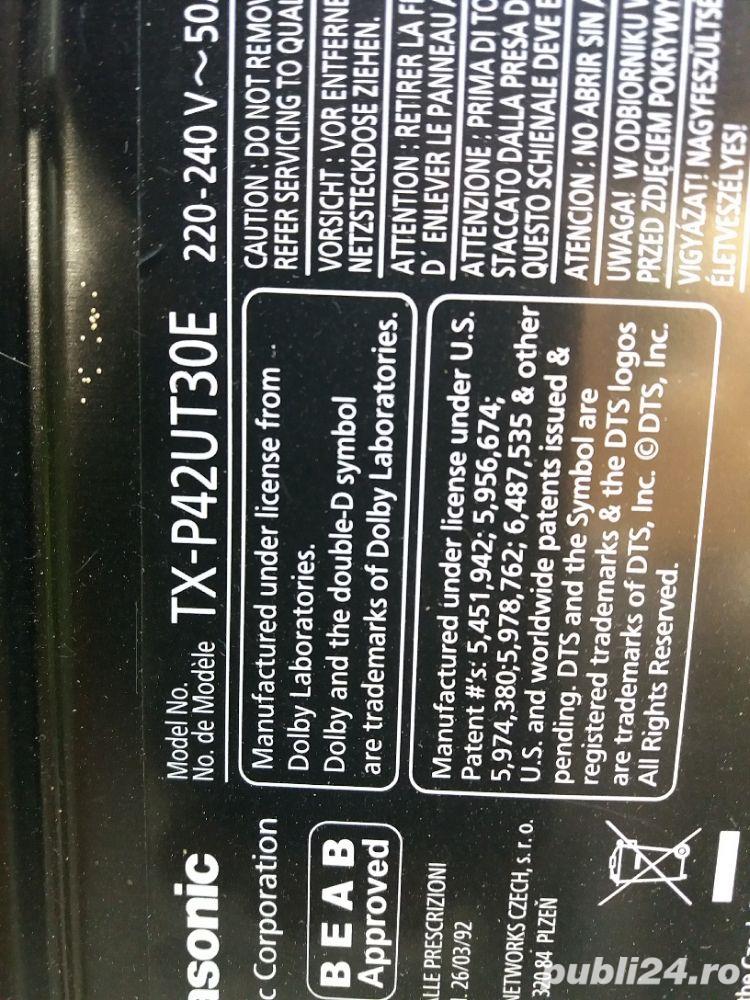 asonic
c Corporation
BEAB
Approved
ALLE PRESCRIZIONI
26/03/92
NETWORKS CZECH, s. r. o.
84 PLZEŇ
Model No.
No. de Modèle
TX-P42UT30E
220-240 V ~ 50
Manufactured under license from
Dolby Laboratories.
Dolby and the double-D symbol
are trademarks of Dolby Laboratories.
Manufactured under license under U.S.
Patent #'s: 5,451,942; 5,956,674;
5,974,380;5,978,762; 6,487,535 & other
U.S. and worldwide patents issued &
pending. DTS and the Symbol are
registered trademarks & the DTS logos
are trademarks of DTS, Inc. © DTS, Inc.
All Rights Reserved.
CAUTION : DO NOT REMOV
REFER SERVICING TO QUAL
VORSICHT : VOR ENTFERNE
NETZSTECKDOSE ZIEHEN.
ATTENTION : RETIRER LA F
D´ ENLEVER LE PANNEAU A
ATTENZIONE : PRIMA DI TO
STACCATO DALLA PRESA D
QUESTO SCHIENALE DEVE E
ATENCION : NO ABRIR SIN A
UWAGA! W ODBIORNIKU W
PRZED ZDJĘCIEM POKRYWY
VIGYÁZAT! NAGYFESZÜLTSÉ
ÉLETVESZÉLYES!
publi24.ro